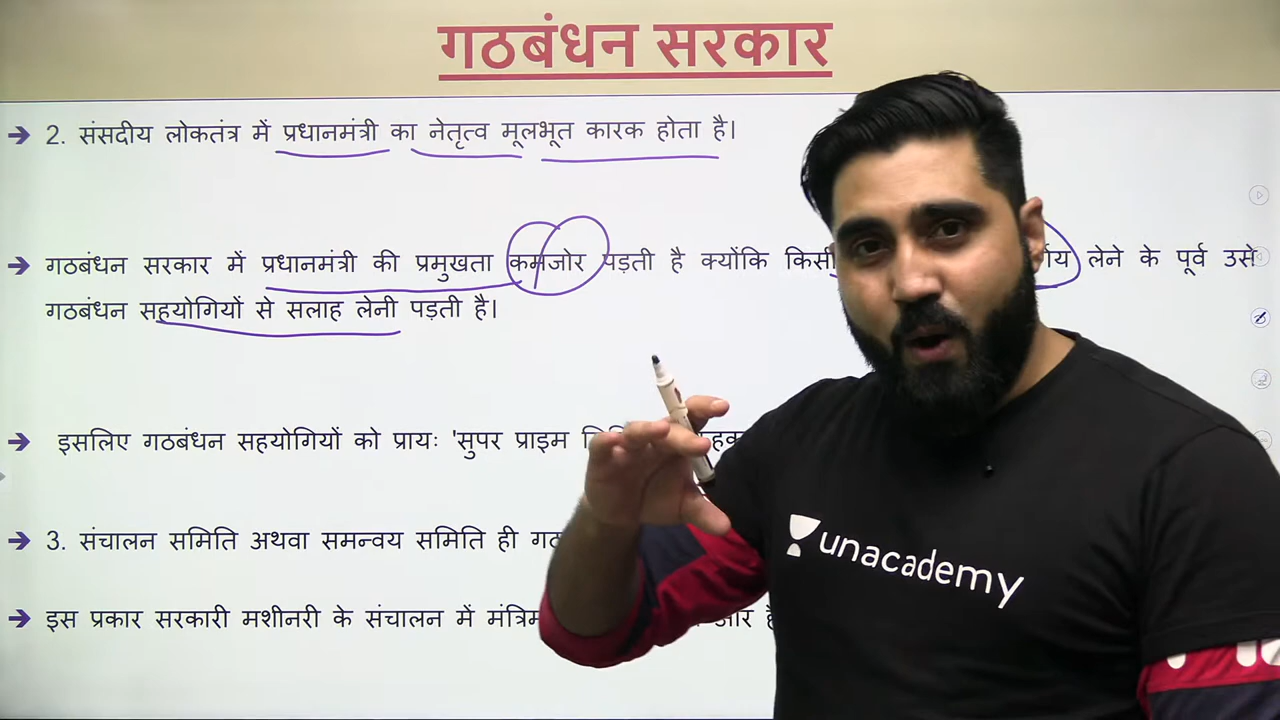 गठबंधन सरकार
➔ 2. संसदीय लोकतंत्र में प्रधानमंत्री का नेतृत्व मूलभूत कारक होता है।
➔ गठबंधन सरकार में प्रधानमंत्री की प्रमुखता कमजोर पड़ती है क्योंकि किसी लेने के पूर्व उसे
गठबंधन सहयोगियों से सलाह लेनी पड़ती है।
➔ इसलिए गठबंधन सहयोगियों को प्रायः 'सुपर प्राइम
➔ 3. संचालन समिति अथवा समन्वय समिति ही
➔ इस प्रकार सरकारी मशीनरी के संचालन में
unacademy